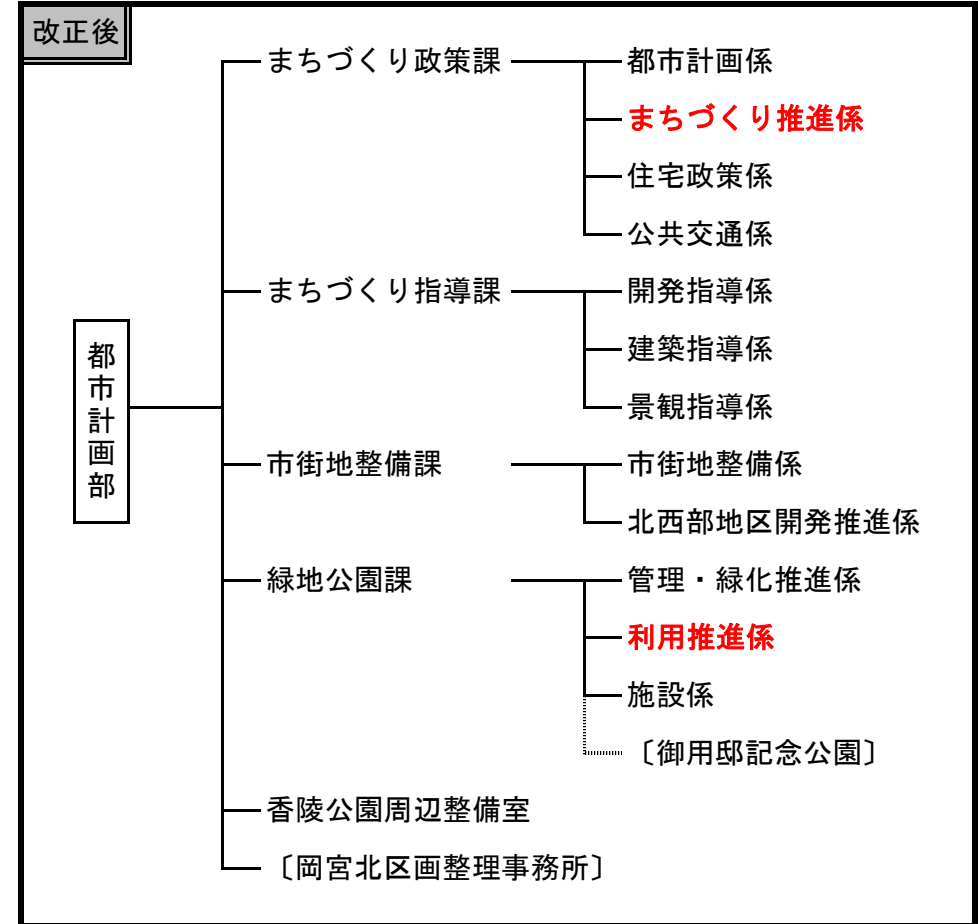 改正後
都市計画部
まちづくり政策課
都市計画係
まちづくり推進係
住宅政策係
公共交通係
まちづくり指導課
開発指導係
建築指導係
景観指導係
市街地整備課
市街地整備係
北西部地区開発推進係
緑地公園課
管理・緑化推進係
利用推進係
施設係
〔御用邸記念公園〕
香陵公園周辺整備室
〔岡宮北区画整理事務所〕